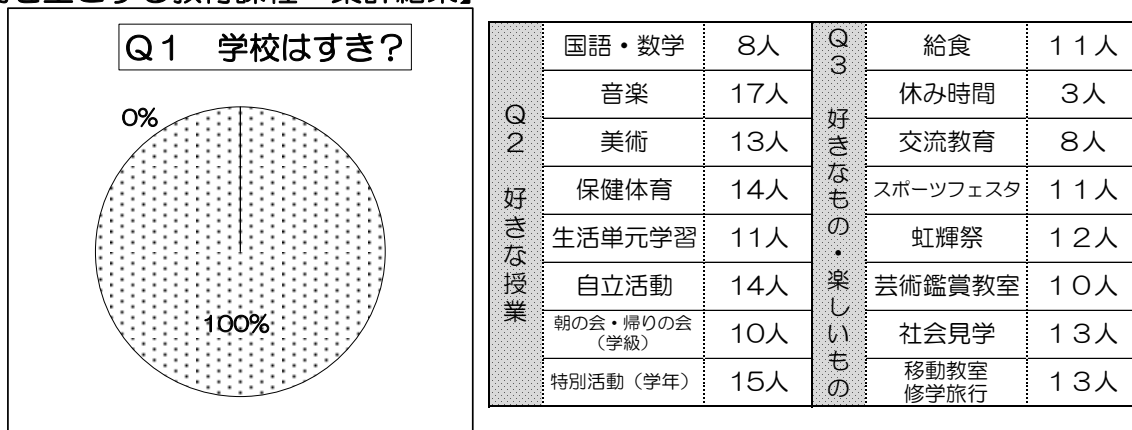 Q1 学校はすき？
0%
100%
Q2 好きな授業
国語・数学 8人
音楽 17人
美術 13人
保健体育 14人
生活単元学習 11人
自立活動 14人
朝の会・帰りの会
（学級） 10人
特別活動（学年） 15人
Q3 好きなもの・楽しいもの
給食 11人
休み時間 3人
交流教育 8人
スポーツフェスタ 11人
虹輝祭 12人
芸術鑑賞教室 10人
社会見学 13人
移動教室
修学旅行 13人